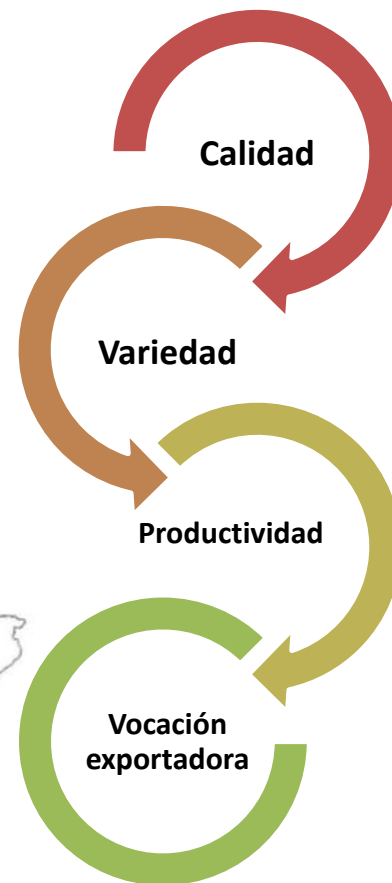 Calidad
Variedad
Productividad
Vocación
exportadora